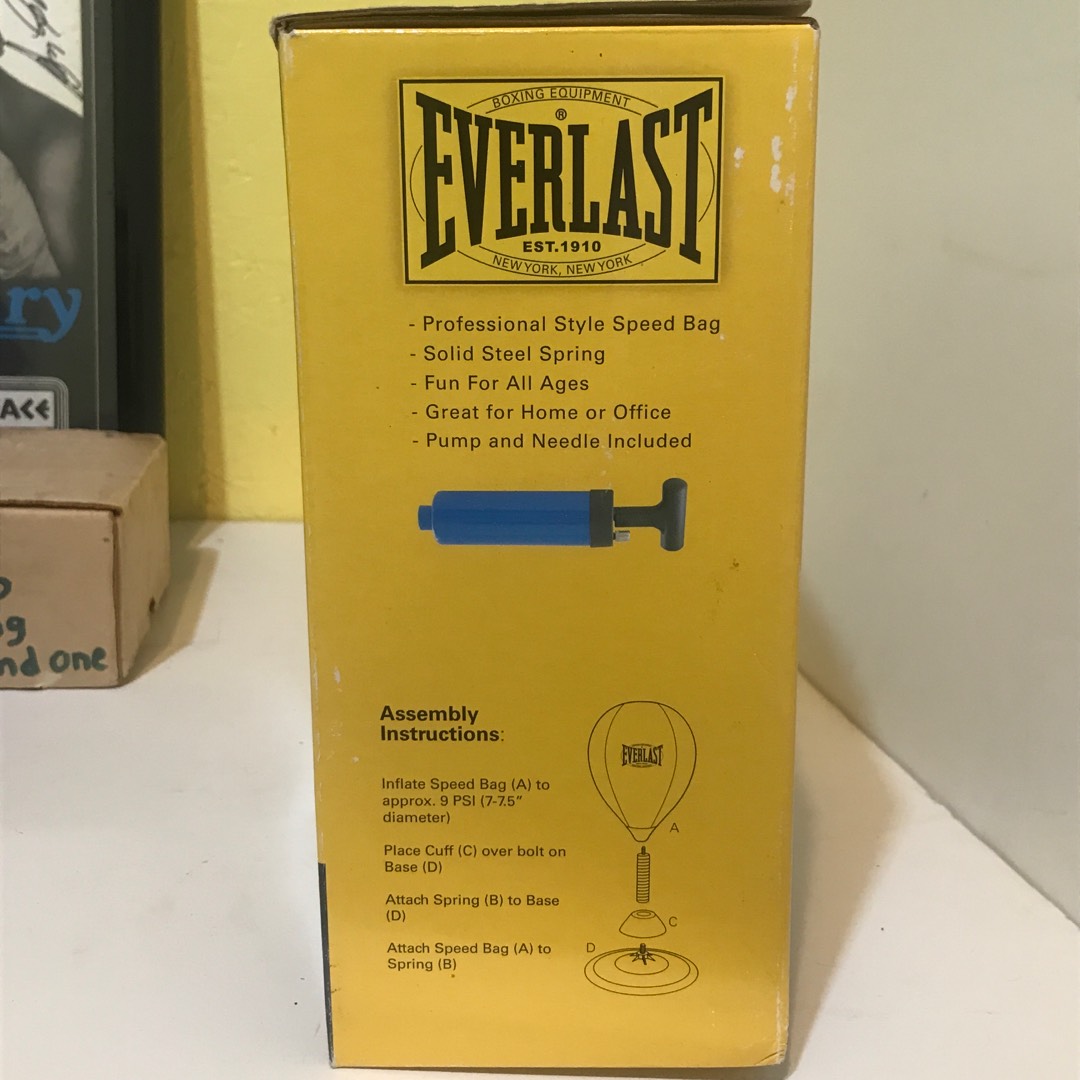 BOXING EQUIPMENT
®
EVERLAST
EST.1910
NEW YORK, NEW YORK
- Professional Style Speed Bag
- Solid Steel Spring
- Fun For All Ages
- Great for Home or Office
- Pump and Needle Included
Assembly
Instructions:
Inflate Speed Bag (A) to
approx. 9 PSI (7-7.5"
diameter)
Place Cuff (C) over bolt on
Base (D)
Attach Spring (B) to Base
(D)
Attach Speed Bag (A) to
Spring (B)
EVERLAST
A
C
D
ry
one